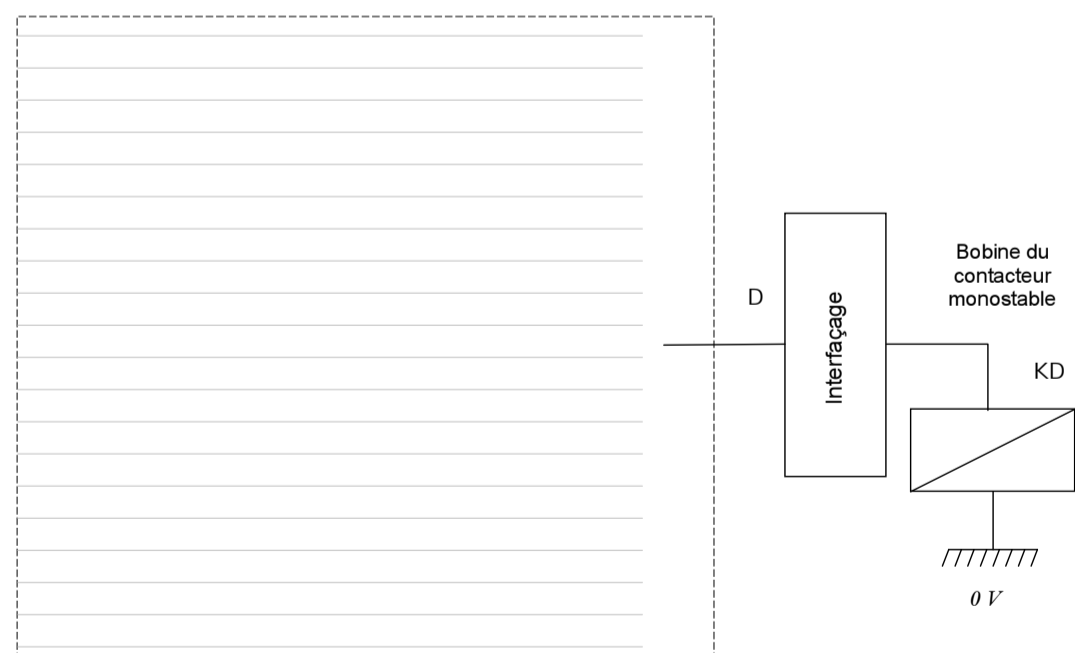 Bobine du
contacteur
monostable
D
Interfaçage
KD
0 V